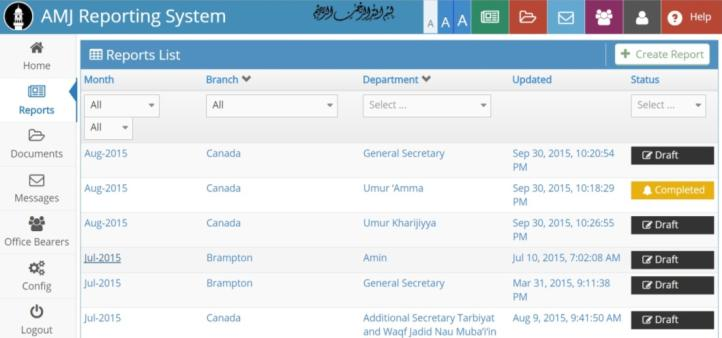 AMJ Reporting System
بسم الله الرحمن الرحيم
A A A
Help
Home
Reports
Documents
Messages
Office Bearers
Config
Logout
Reports List
+ Create Report
Month Branch Department Updated Status
All All Select ... Select ...
All
Aug-2015 Canada General Secretary Sep 30, 2015, 10:20:54 PM Draft
Aug-2015 Canada Umur 'Amma Sep 30, 2015, 10:18:29 PM Completed
Aug-2015 Canada Umur Kharijiyya Sep 30, 2015, 10:26:55 PM Draft
Jul-2015 Brampton Amin Jul 10, 2015, 7:02:08 AM Draft
Jul-2015 Brampton General Secretary Mar 31, 2015, 9:11:38 PM Draft
Jul-2015 Canada Additional Secretary Tarbiyat and Waqf Jadid Nau Muba'i'in Aug 9, 2015, 9:41:50 AM Draft